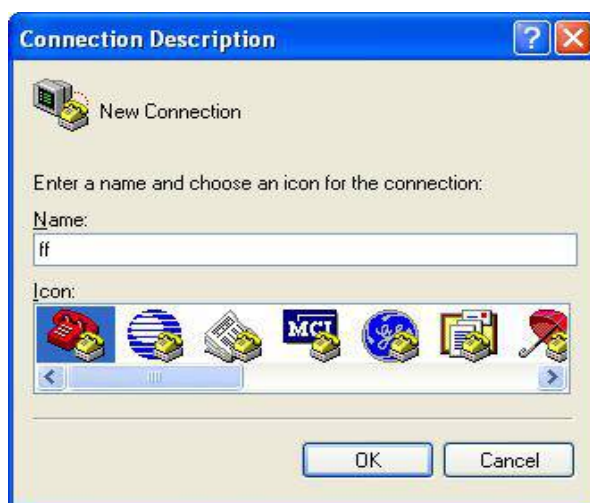 Connection Description
New Connection
Enter a name and choose an icon for the connection:
Name:
ff
Icon:
MCI
OK
Cancel